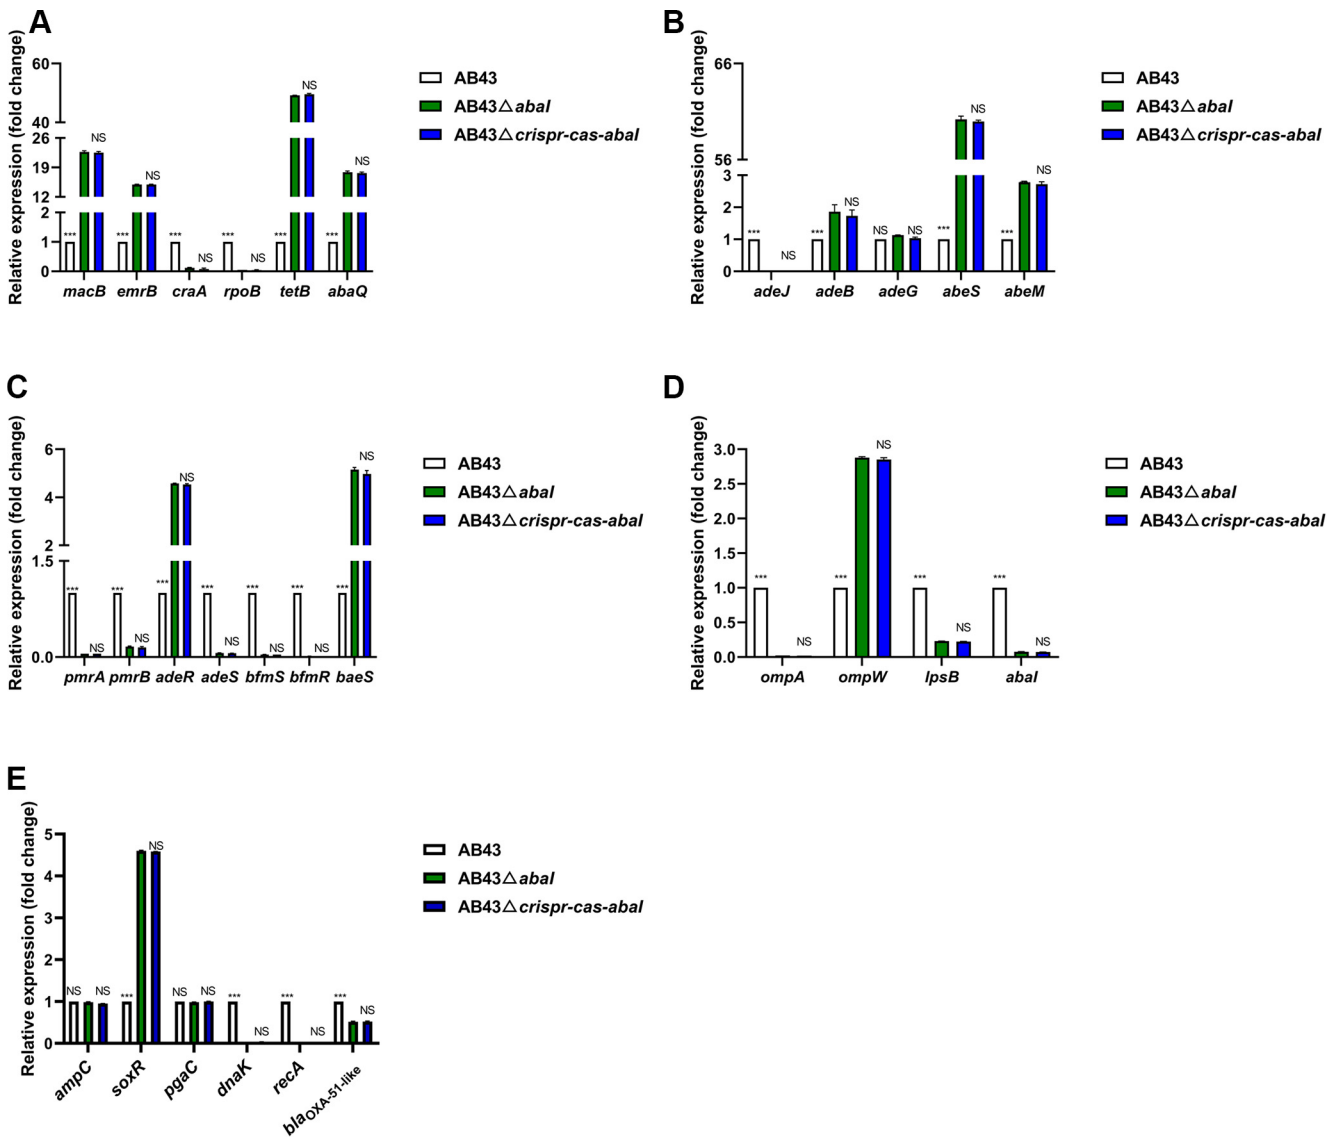 A
Relative expression (fold change)
60
40
26
19
12
2
1
0
NS
NS
NS
NS
NS
NS
***
***
***
***
***
***
macB emrB craA rpoB tetB abaQ
AB43
AB43△abaI
AB43△crispr-cas-abaI
B
Relative expression (fold change)
66
56
3
2
1
0
***
NS
***
NS
NS
NS
***
NS
***
NS
adeJ adeB adeG abeS abeM
AB43
AB43△abaI
AB43△crispr-cas-abaI
C
Relative expression (fold change)
6
4
2
1.5
0.0
***
NS
***
NS
***
NS
***
NS
***
NS
***
NS
***
NS
pmrA pmrB adeR adeS bfmS bfmR baeS
AB43
AB43△abaI
AB43△crispr-cas-abaI
D
Relative expression (fold change)
3.0
2.5
2.0
1.5
1.0
0.5
0.0
***
NS
***
NS
***
NS
***
NS
ompA ompW lpsB abaI
AB43
AB43△abaI
AB43△crispr-cas-abaI
E
Relative expression (fold change)
5
4
3
2
1
0
NS
NS
***
NS
NS
NS
***
NS
***
NS
***
NS
ampC soxR pgaC dnaK recA blaOXA-51-like
AB43
AB43△abaI
AB43△crispr-cas-abaI